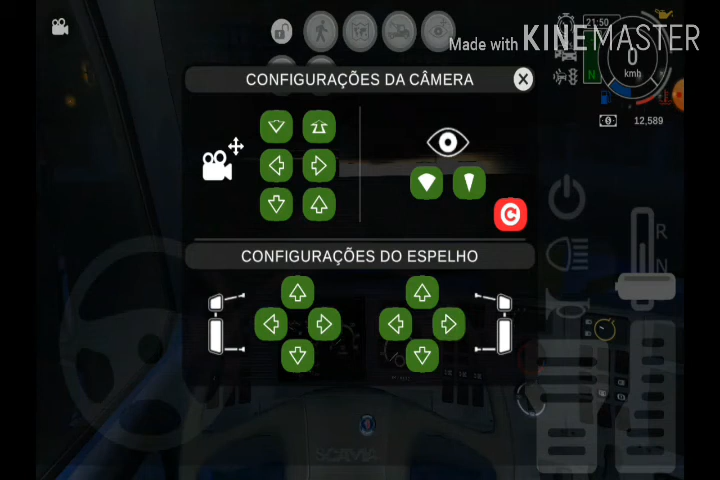 Made with KINEMASTER
21:50
N
0
kmh
12,589
CONFIGURAÇÕES DA CÂMERA
X
C
CONFIGURAÇÕES DO ESPELHO
R
N
SCANIA